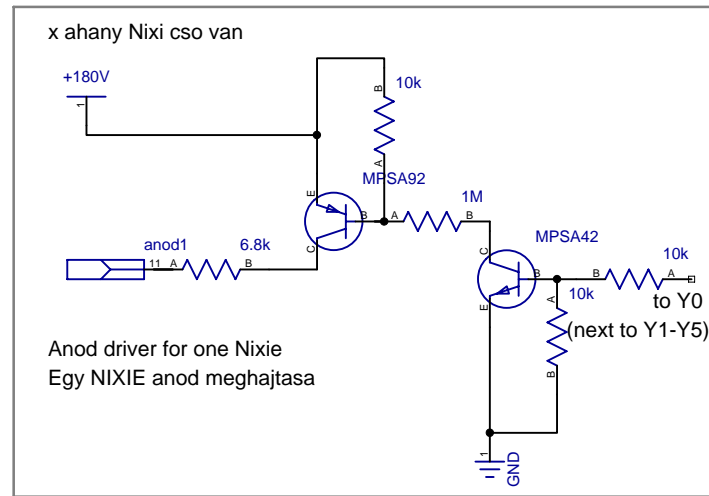 x ahany Nixi cso van
+180V
1
10k
B
A
E
MPSA92
B
C
1M
A
B
anod1
6.8k
11
A
B
C
MPSA42
B
E
10k
B
A
10k
A
B
to Y0
(next to Y1-Y5)
Anod driver for one Nixie
Egy NIXIE anod meghajtasa
1
GND